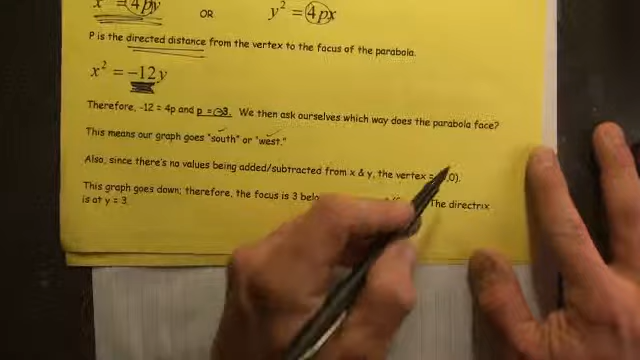 x² = 4py OR y² = 4px
P is the directed distance from the vertex to the focus of the parabola.
x² = -12y
Therefore, -12 = 4p and p = -3. We then ask ourselves which way does the parabola face?
This means our graph goes "south" or "west."
Also, since there's no values being added/subtracted from x & y, the vertex = ,0).
This graph goes down; therefore, the focus is 3 The directrix
is at y = 3.